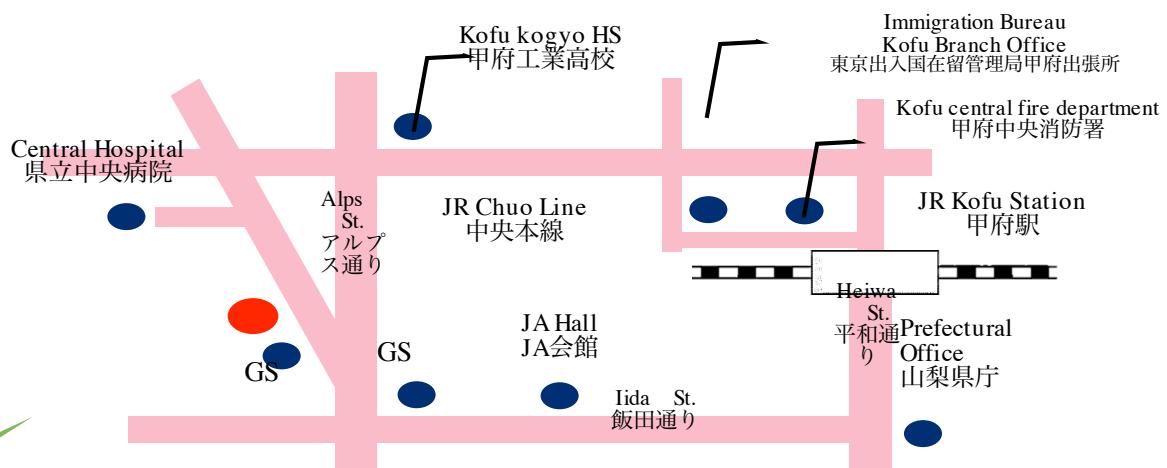 Immigration Bureau
Kofu Branch Office
東京出入国在留管理局甲府出張所
Kofu kogyo HS
甲府工業高校
Kofu central fire department
甲府中央消防署
Central Hospital
県立中央病院
Alps
St.
アルプ
ス通り
JR Chuo Line
中央本線
JR Kofu Station
甲府駅
Heiwa
St.
平和通
り
Prefectural
Office
山梨県庁
JA Hall
JA会館
GS
GS
Iida St.
飯田通り